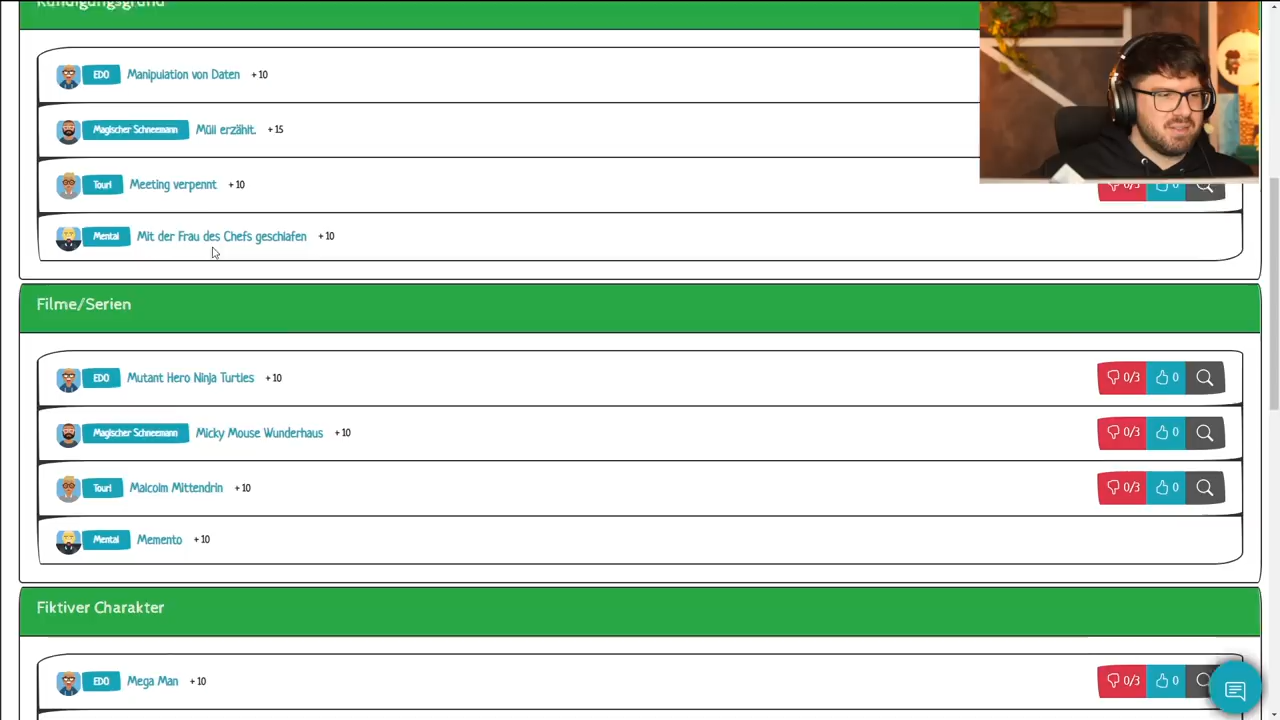 Kündigungsgrund
EDO Manipulation von Daten +10
Magischer Schneemann Müll erzählt. +15
Touri Meeting verpennt +10 0/3 0
Mental Mit der Frau des Chefs geschlafen +10
Filme/Serien
EDO Mutant Hero Ninja Turtles +10 0/3 0
Magischer Schneemann Micky Mouse Wunderhaus +10 0/3 0
Touri Malcolm Mittendrin +10 0/3 0
Mental Memento +10
Fiktiver Charakter
EDO Mega Man +10 0/3 0